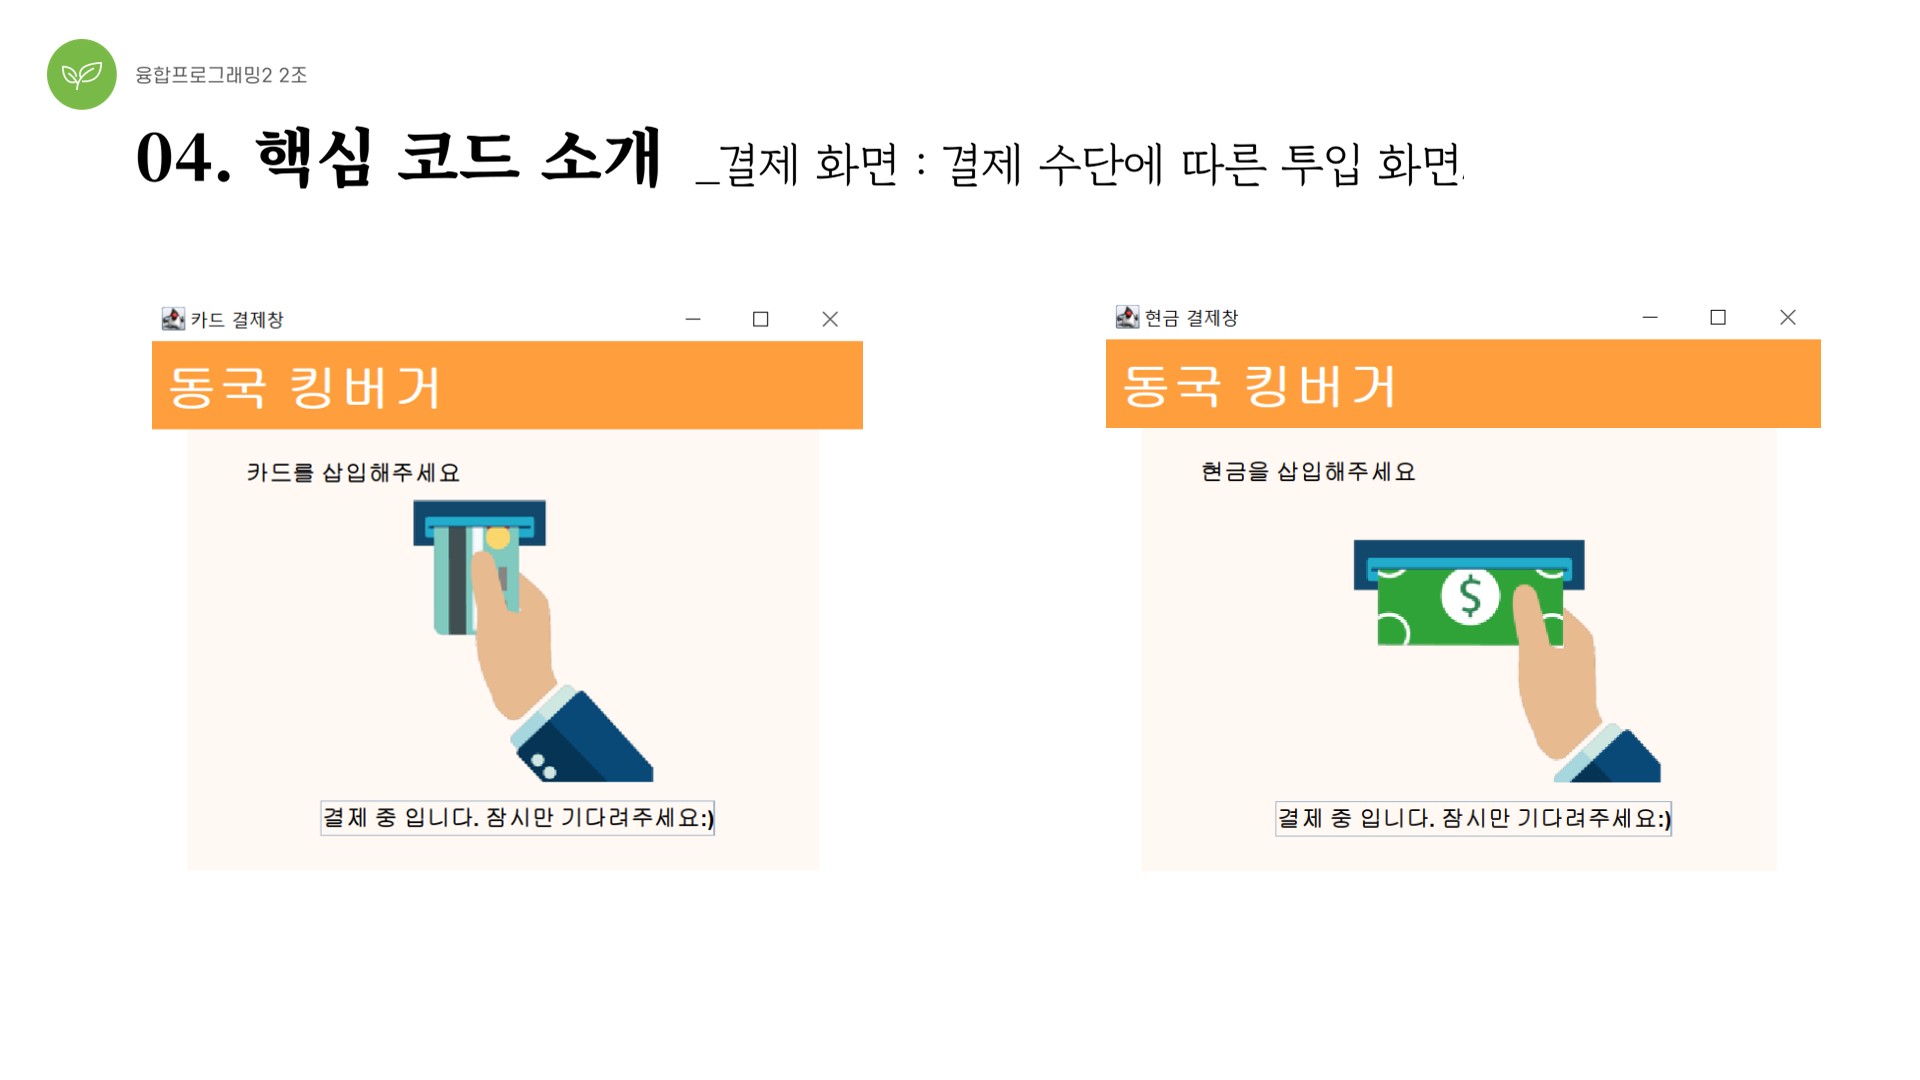 융합프로그래밍2 2조
04. 핵심 코드 소개 _결제 화면 : 결제 수단에 따른 투입 화면.
카드 결제창
동국 킹버거
카드를 삽입해주세요
결제 중 입니다. 잠시만 기다려주세요:)
현금 결제창
동국 킹버거
현금을 삽입해주세요
$
결제 중 입니다. 잠시만 기다려주세요:)